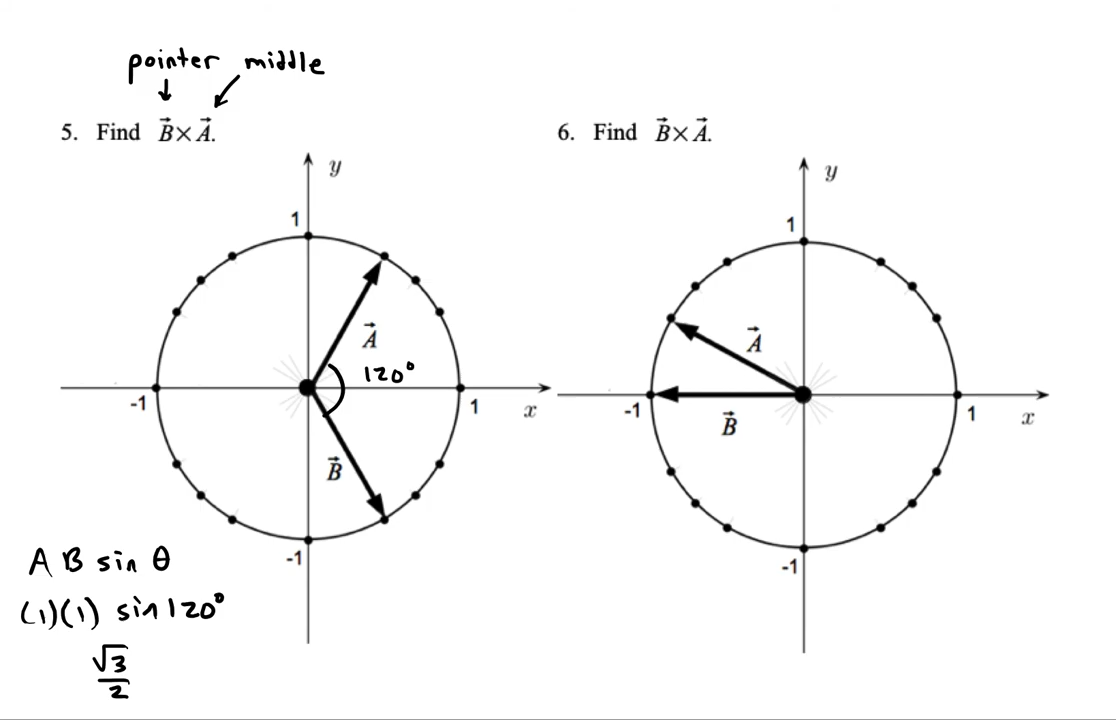 pointer middle
5. Find B⃗×A⃗.
6. Find B⃗×A⃗.
y
y
1
1
A⃗
A⃗
120°
-1
1
x
-1
1
x
B⃗
B⃗
-1
-1
A B sin θ
(1)(1) sin 120°
√3
2